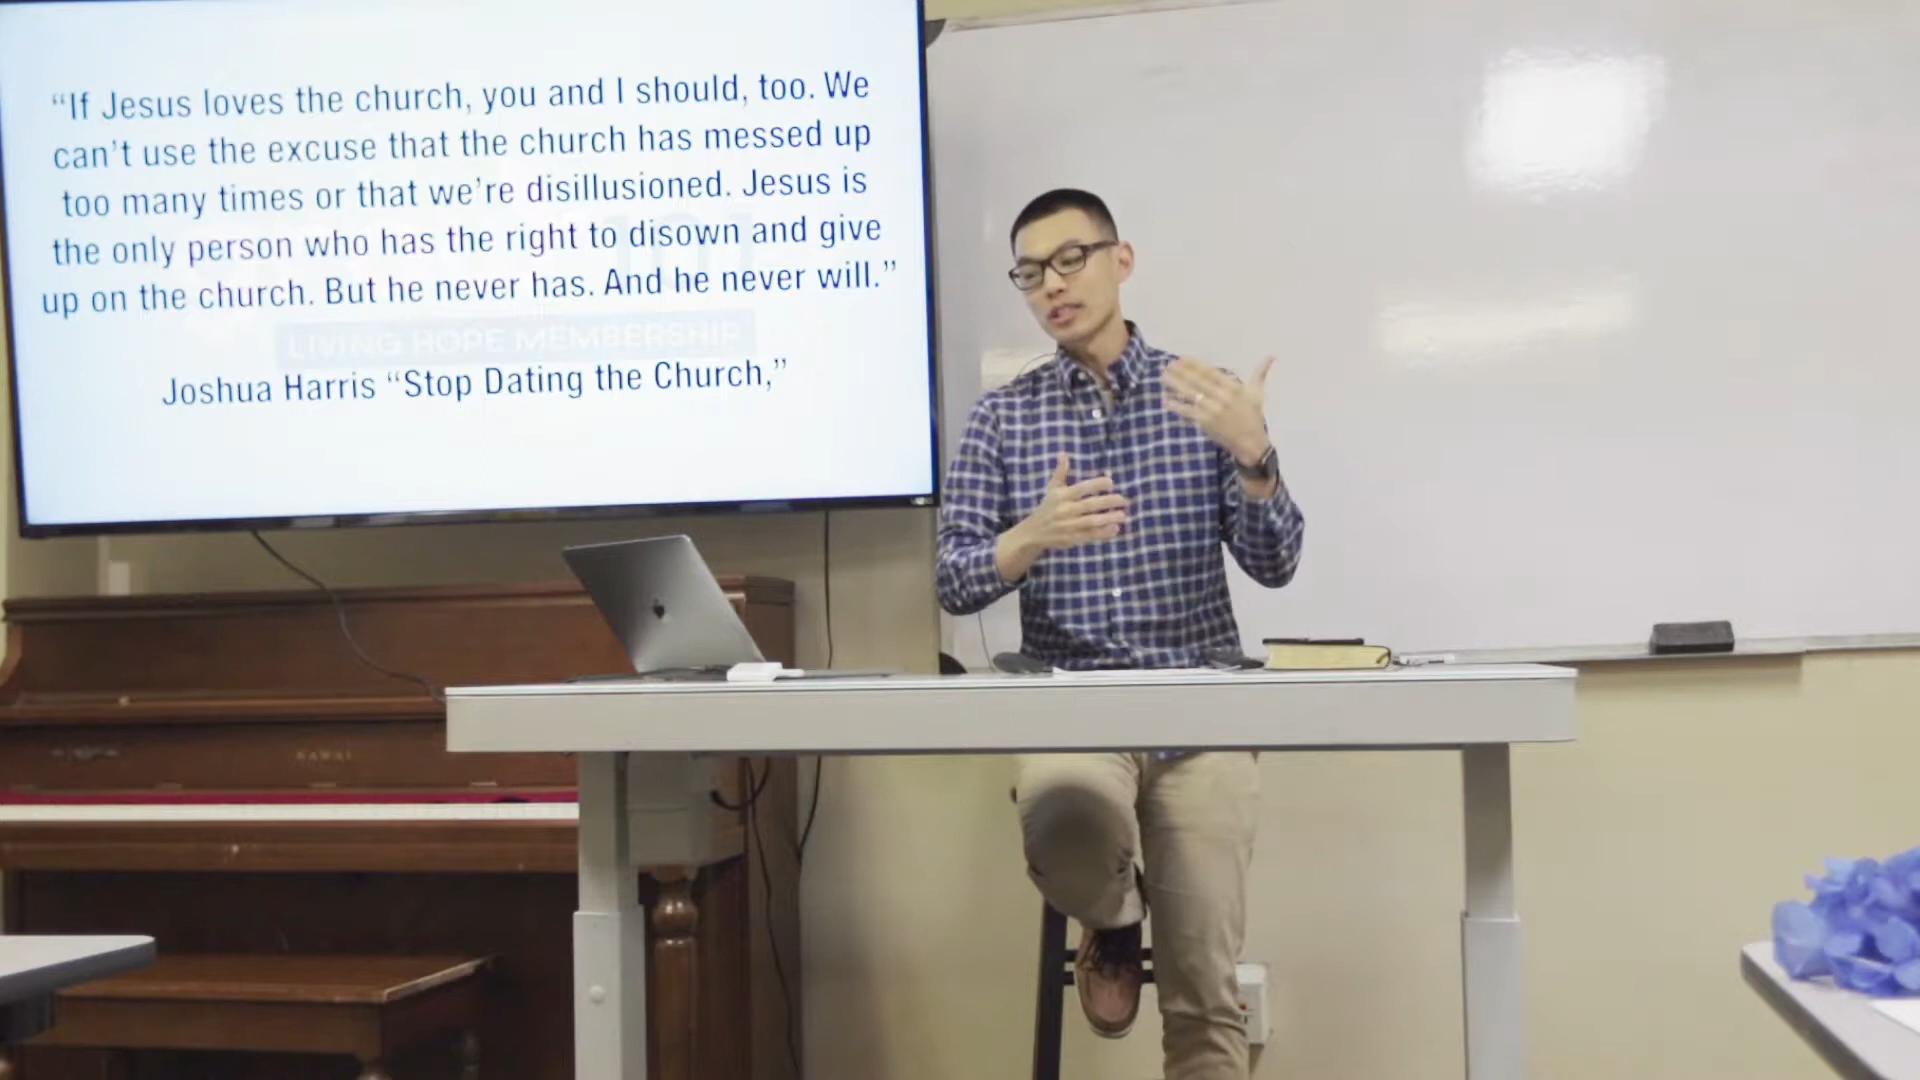 “If Jesus loves the church, you and I should, too. We
can’t use the excuse that the church has messed up
too many times or that we’re disillusioned. Jesus is
the only person who has the right to disown and give
up on the church. But he never has. And he never will.”
101
LIVING HOPE MEMBERSHIP
Joshua Harris “Stop Dating the Church,”
KAWAI